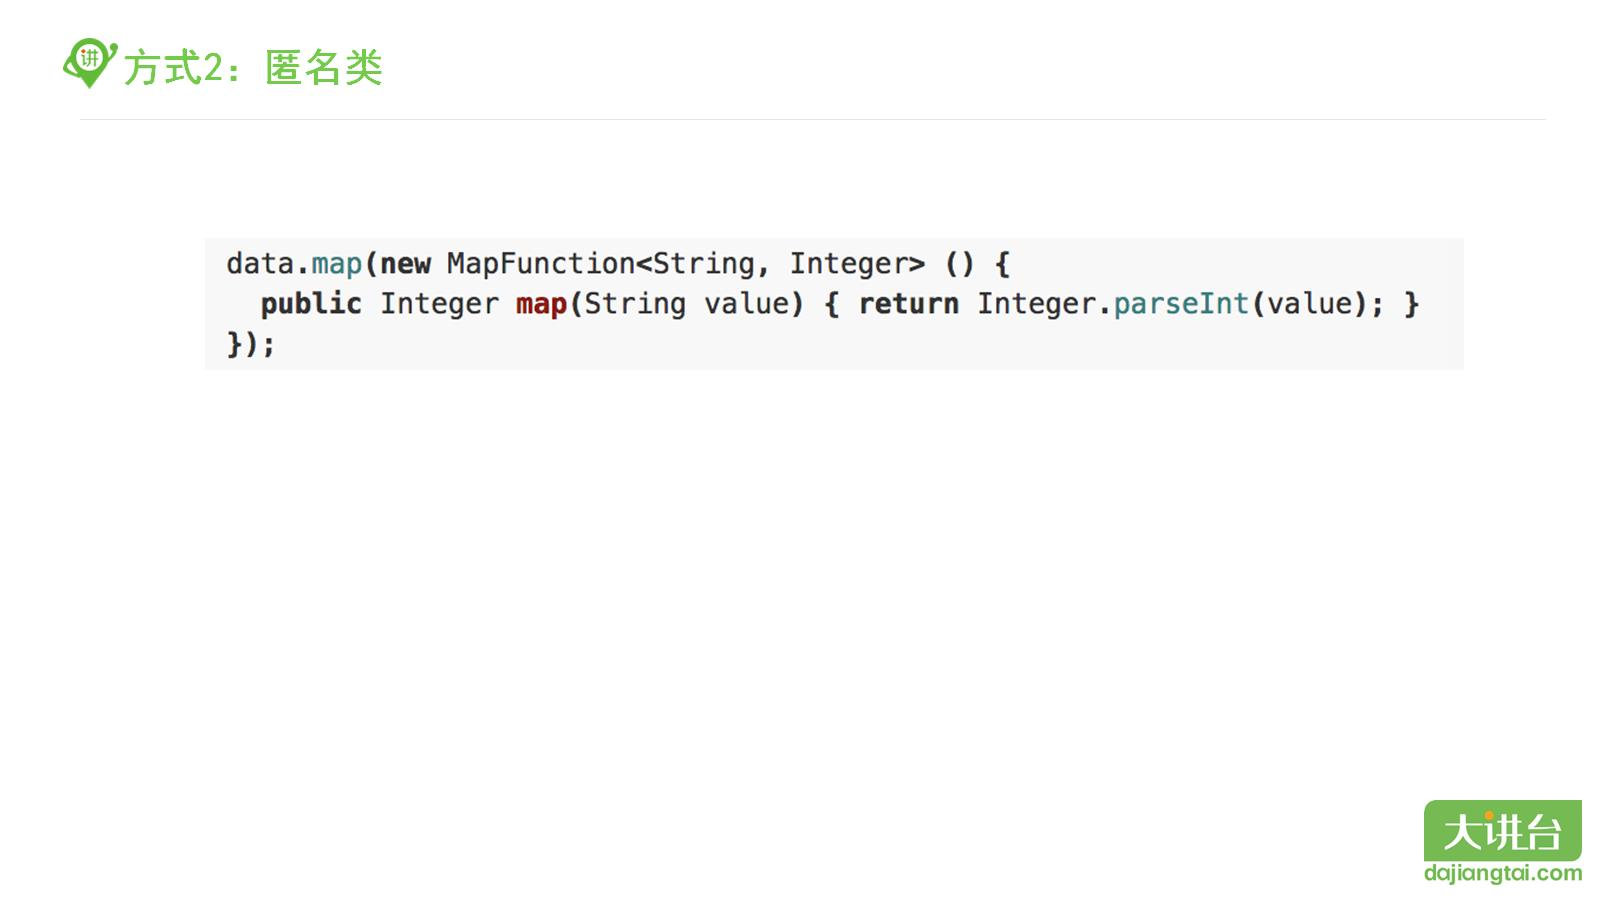 讲
方式2：匿名类
data.map(new MapFunction<String, Integer> () {
  public Integer map(String value) { return Integer.parseInt(value); }
});
大讲台
dajiangtai.com